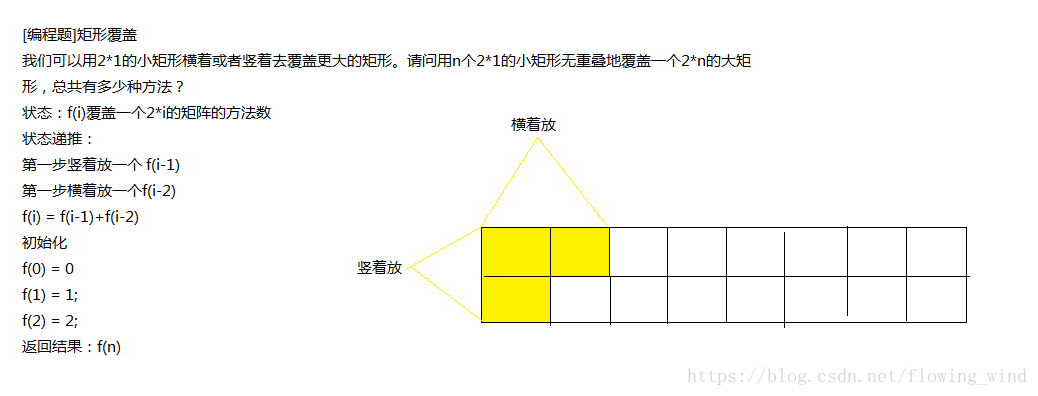 [编程题]矩形覆盖
我们可以用2*1的小矩形横着或者竖着去覆盖更大的矩形。请问用n个2*1的小矩形无重叠地覆盖一个2*n的大矩
形，总共有多少种方法？
状态：f(i)覆盖一个2*i的矩阵的方法数
状态递推：
第一步竖着放一个 f(i-1)
第一步横着放一个f(i-2)
f(i) = f(i-1)+f(i-2)
初始化
f(0) = 0
f(1) = 1;
f(2) = 2;
返回结果：f(n)
横着放
竖着放
https://blog.csdn.net/flowing_wind